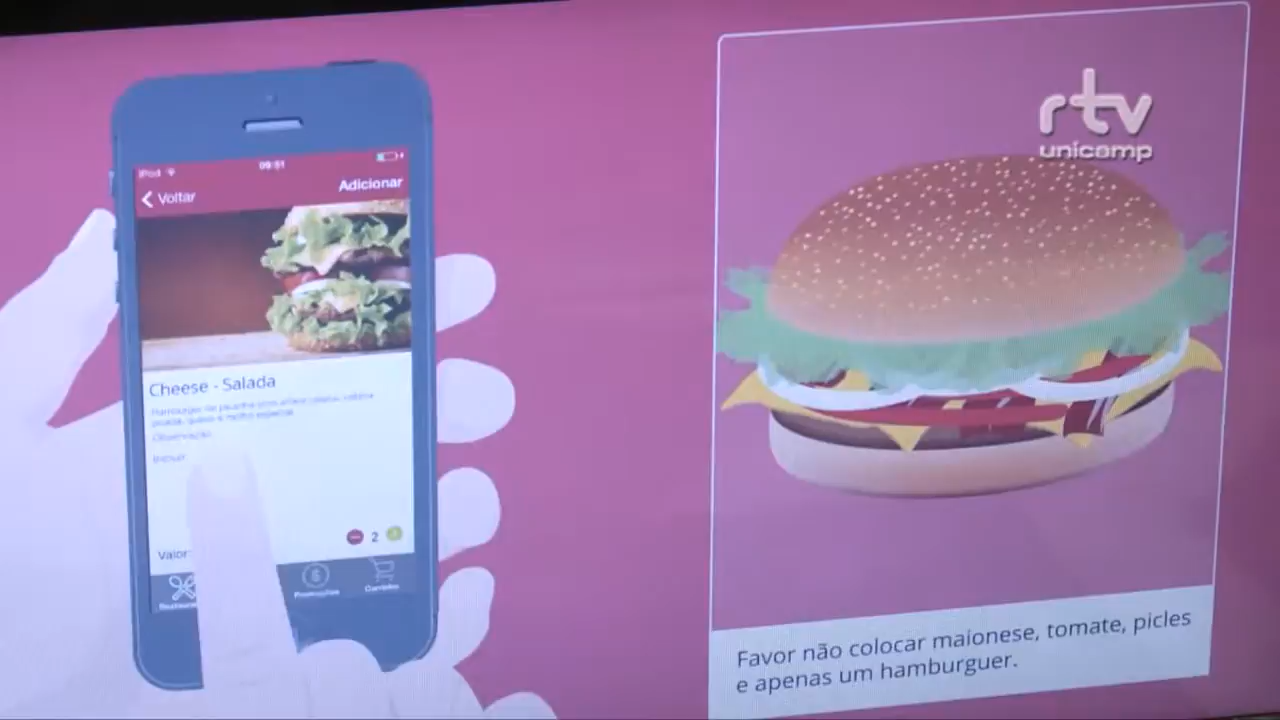 rtv
unicamp
iPod
09:51
Voltar
Adicionar
Cheese - Salada
Observação
Valor:
2
Promoções
Carrinho
Favor não colocar maionese, tomate, picles
e apenas um hamburguer.